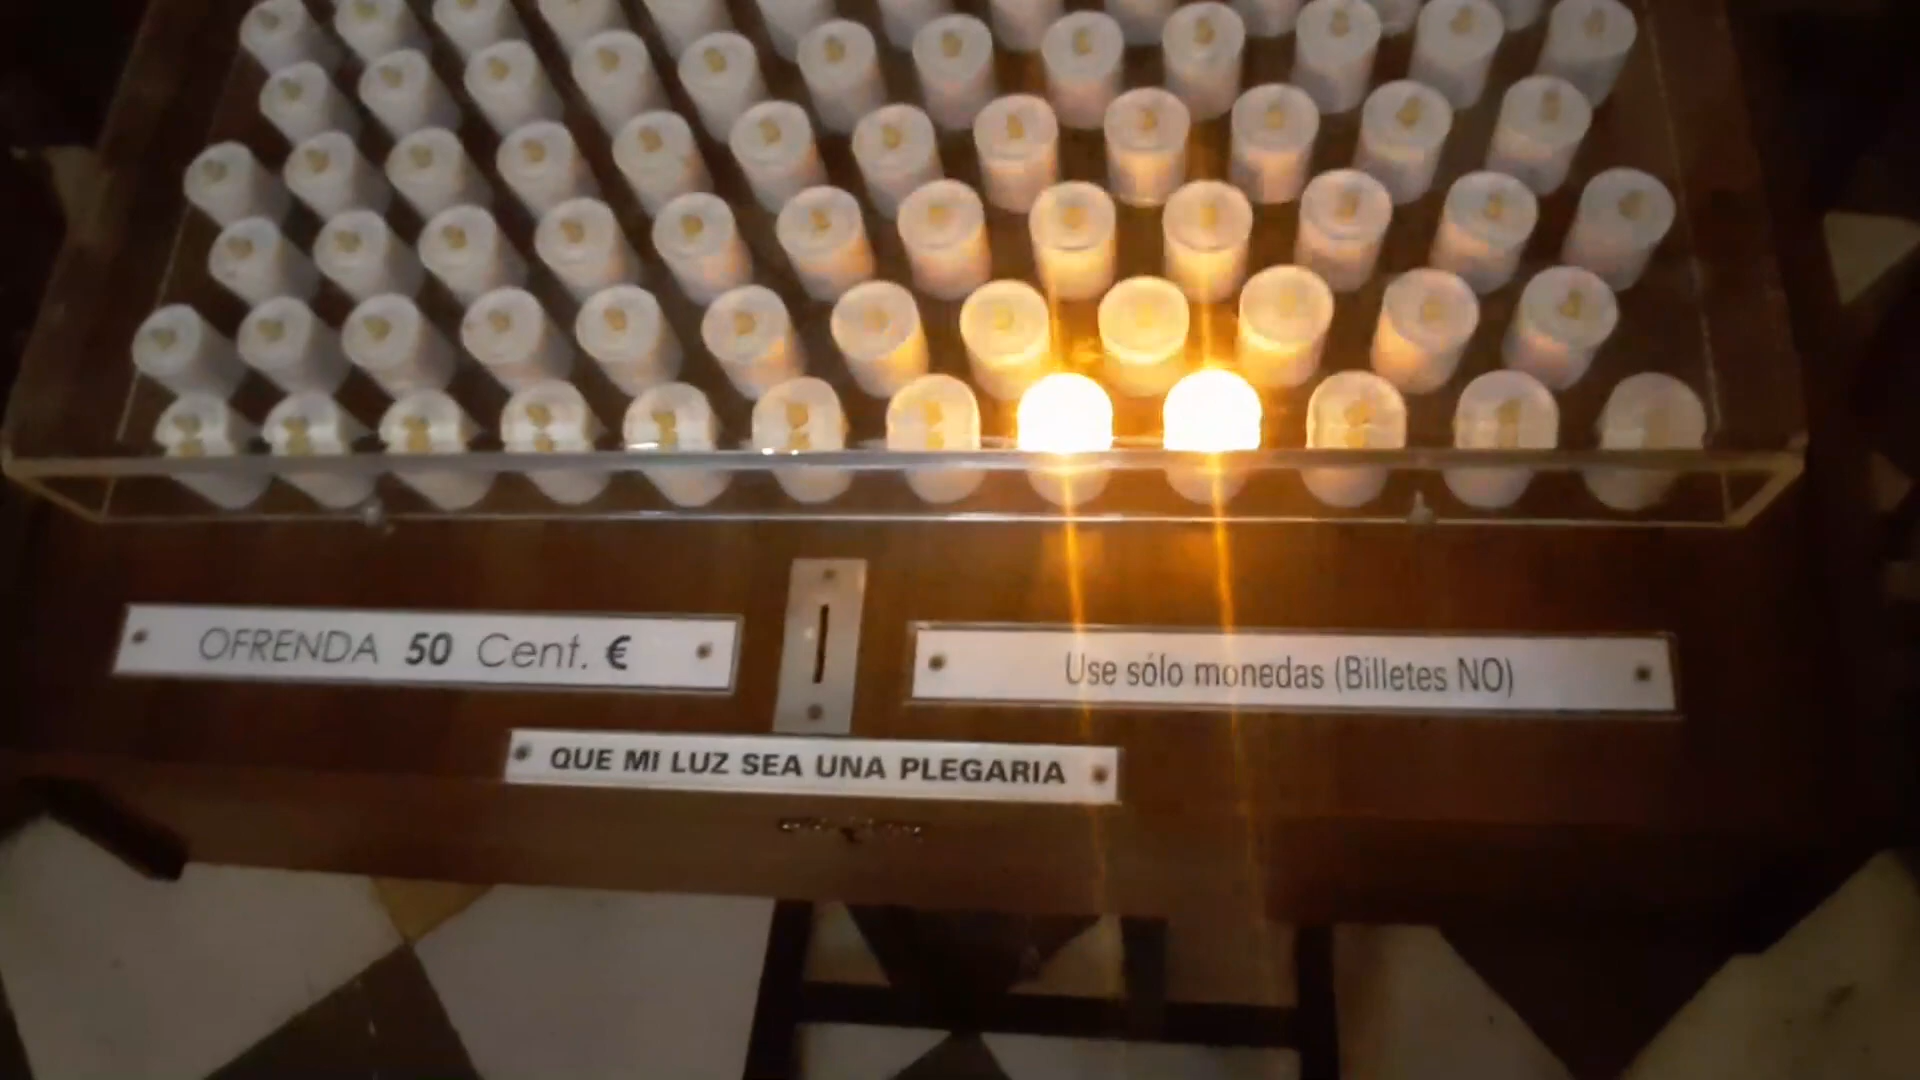 OFRENDA 50 Cent. €
Use sólo monedas (Billetes NO)
QUE MI LUZ SEA UNA PLEGARIA